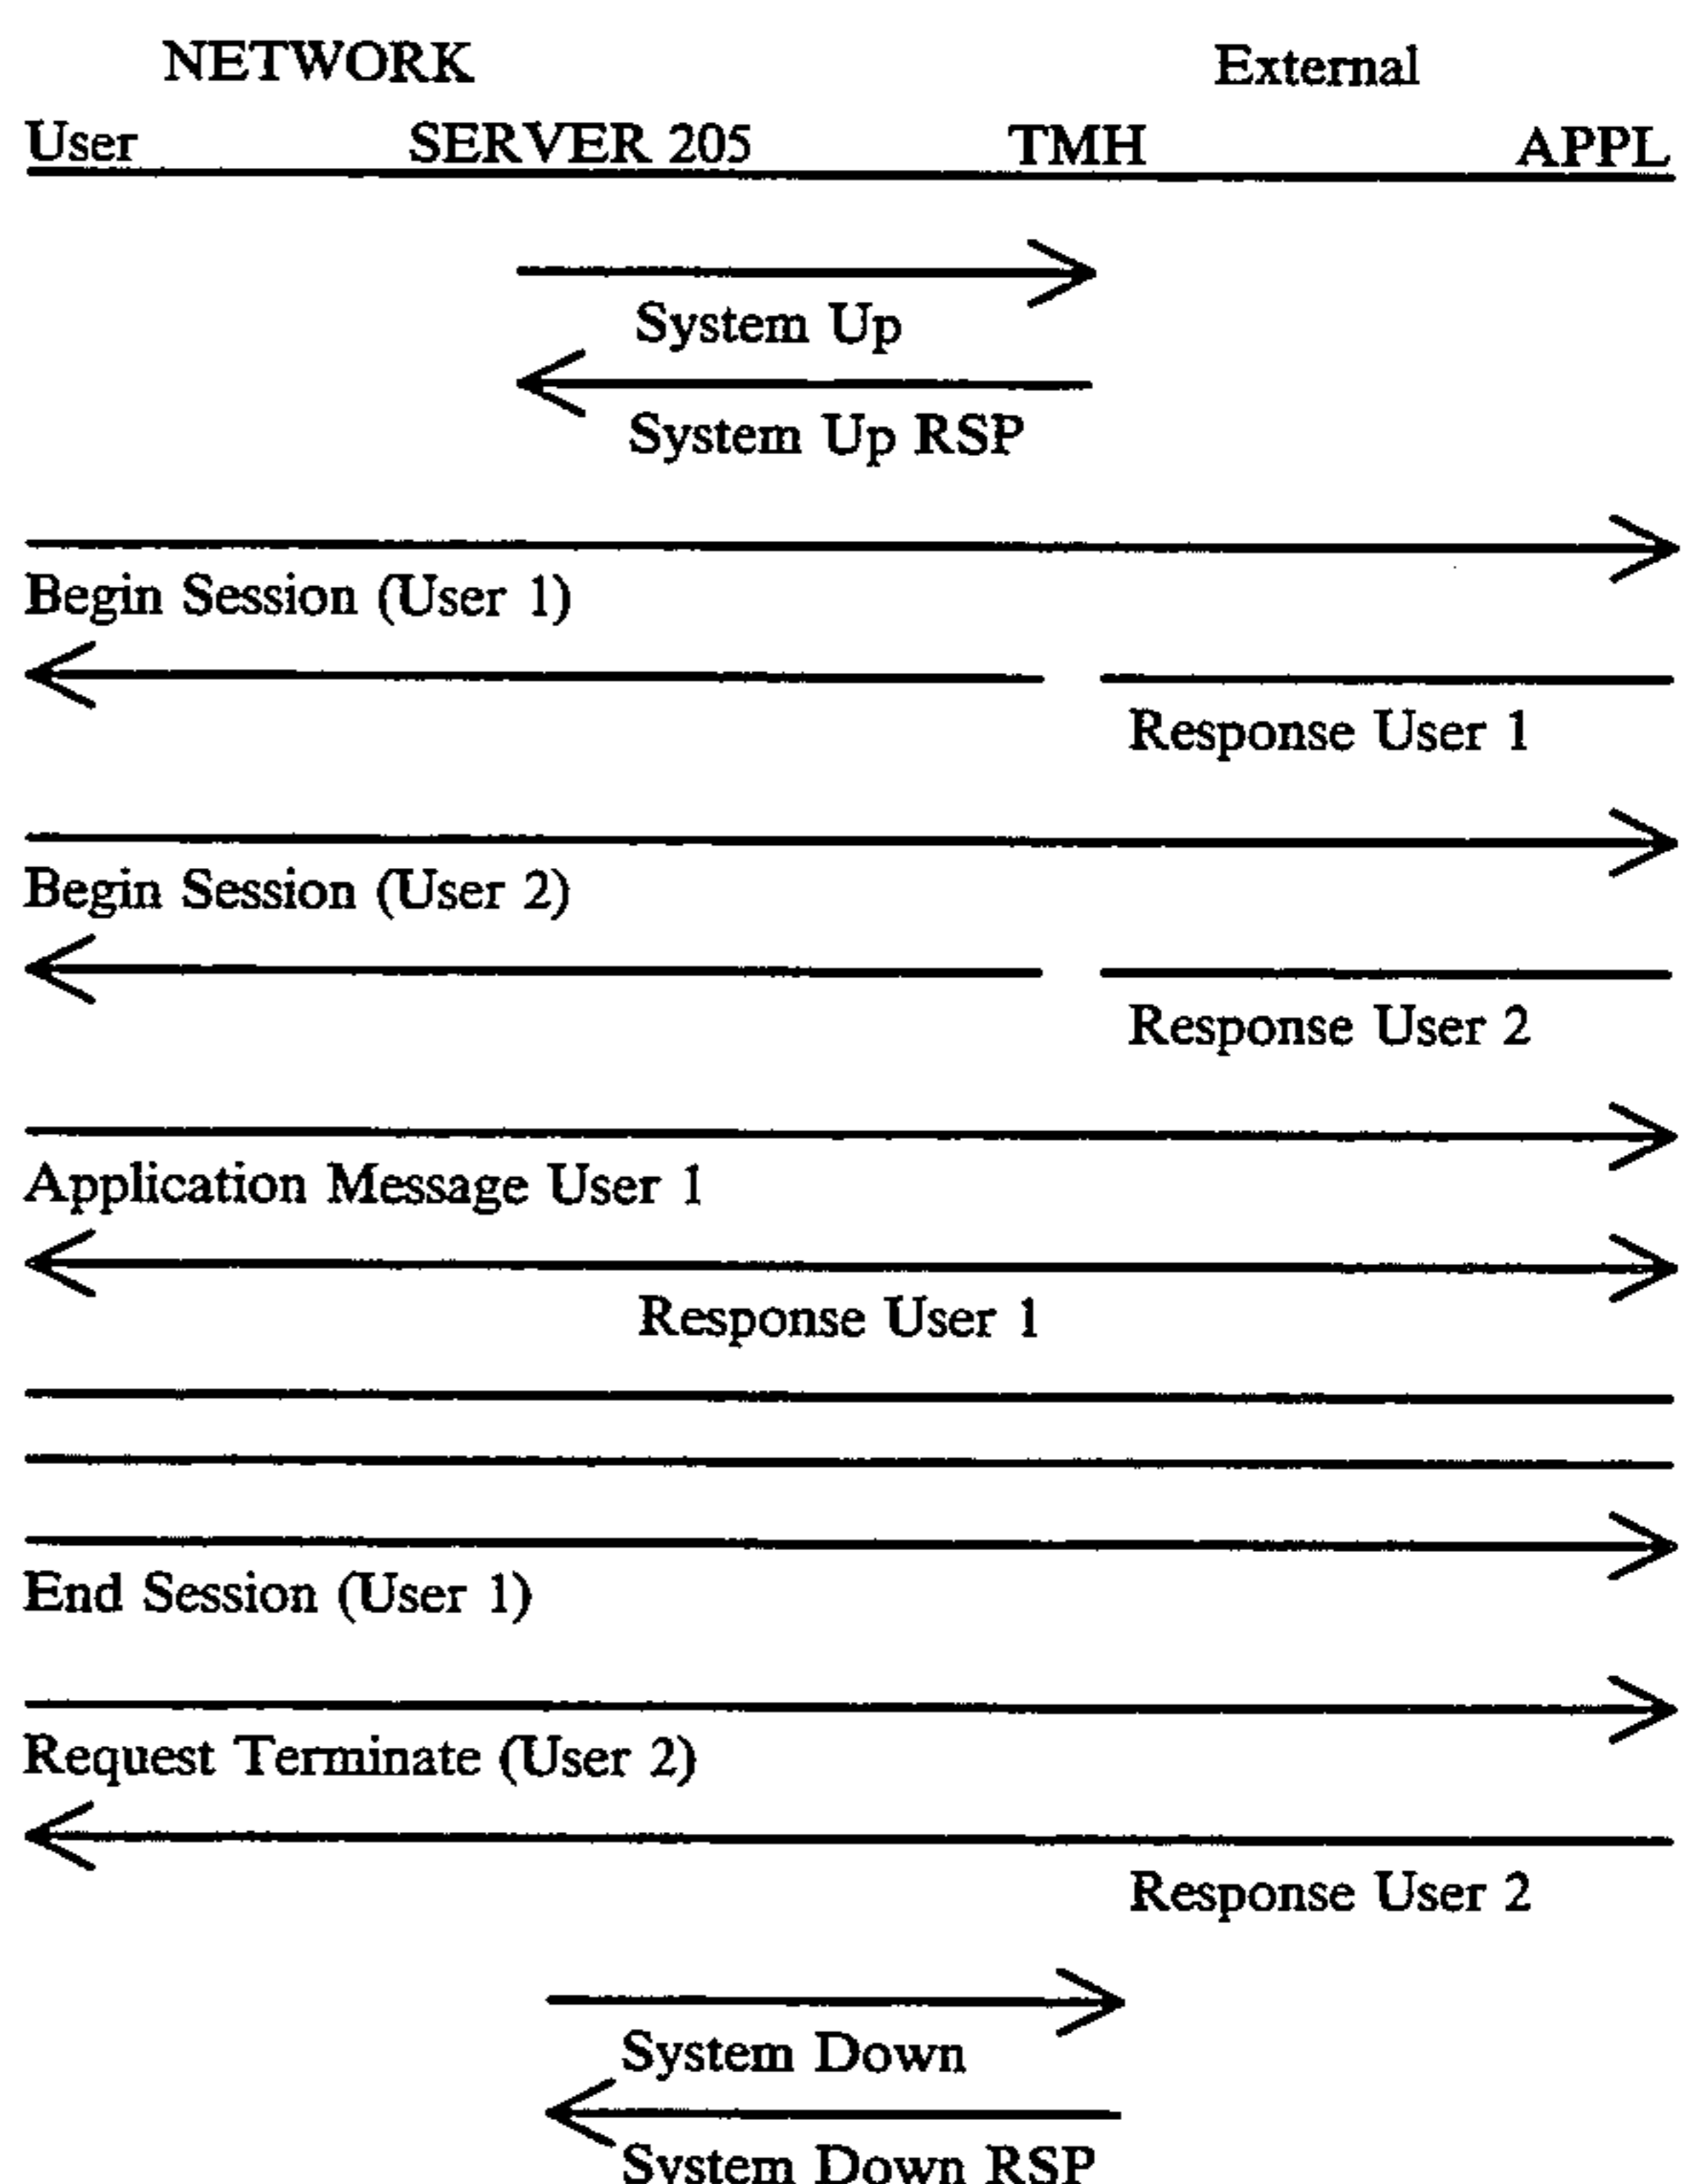 NETWORK External
User SERVER 205 TMH APPL
System Up
System Up RSP
Begin Session (User 1)
Response User 1
Begin Session (User 2)
Response User 2
Application Message User 1
Response User 1
End Session (User 1)
Request Terminate (User 2)
Response User 2
System Down
System Down RSP